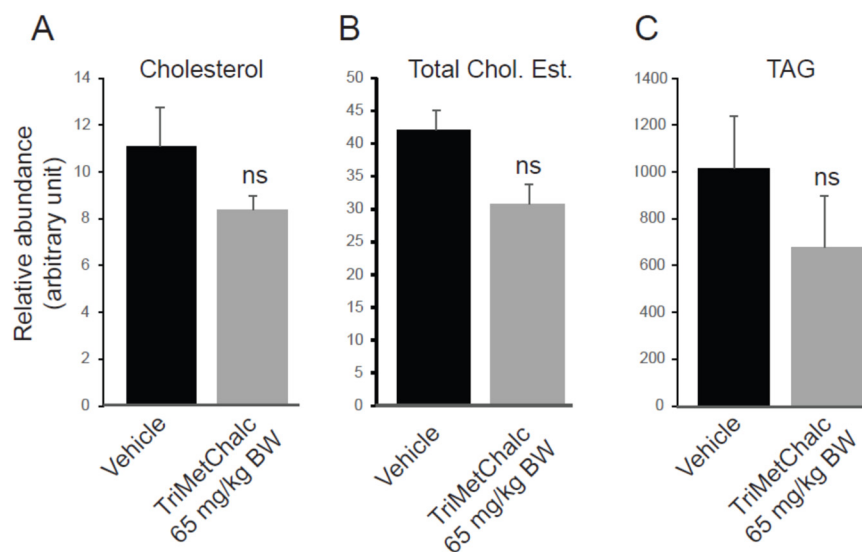 A
Cholesterol
14
12
10
8
6
4
2
0
Relative abundance
(arbitrary unit)
ns
Vehicle
TriMetChalc
65 mg/kg BW
B
Total Chol. Est.
50
45
40
35
30
25
20
15
10
5
0
ns
Vehicle
TriMetChalc
65 mg/kg BW
C
TAG
1400
1200
1000
800
600
400
200
0
ns
Vehicle
TriMetChalc
65 mg/kg BW